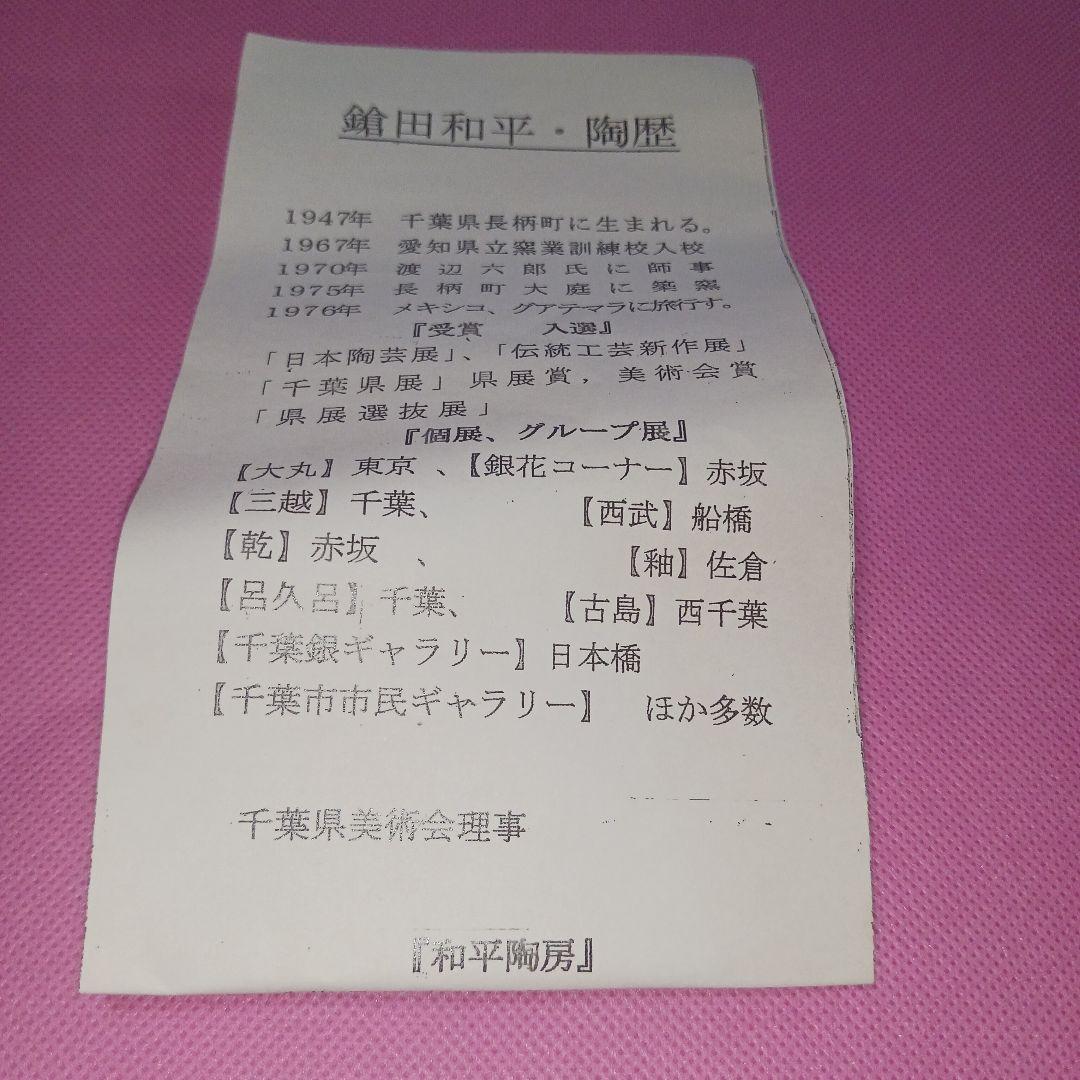 鎗田和平・陶歴
1947年 千葉県長柄町に生まれる。
1967年 愛知県立窯業訓練校入校
1970年 渡辺六郎氏に師事
1975年 長柄町大庭に築窯
1976年 メキシコ、グアテマラに旅行す。
『受賞 入選』
「日本陶芸展」、「伝統工芸新作展」
「千葉県展」県展賞，美術会賞
「県展選抜展」
『個展、グループ展』
【大丸】東京、【銀花コーナー】赤坂
【三越】千葉、 【西武】船橋
【乾】赤坂 、 【釉】佐倉
【呂久呂】千葉、 【古島】西千葉
【千葉銀ギャラリー】日本橋
【千葉市市民ギャラリー】 ほか多数
千葉県美術会理事
『和平陶房』